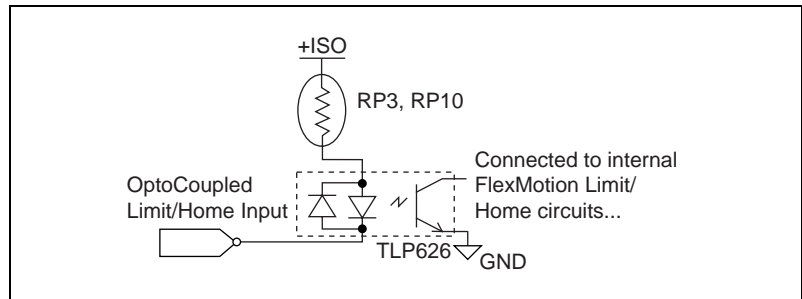 +ISO
RP3, RP10
OptoCoupled
Limit/Home Input
Connected to internal
FlexMotion Limit/
Home circuits...
TLP626
GND